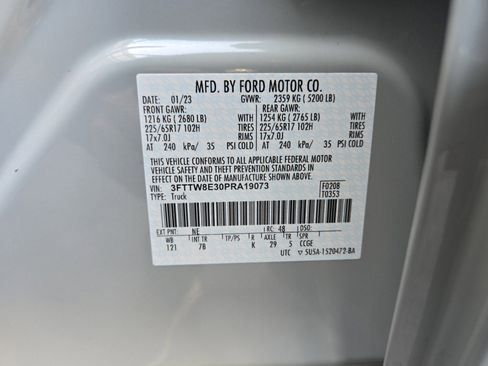 MFD. BY FORD MOTOR CO.
DATE: 01/23 GVWR: 2359 KG ( 5200 LB)
FRONT GAWR: REAR GAWR:
1216 KG ( 2680 LB) WITH 1254 KG ( 2765 LB) WITH
225/65R17 102H TIRES 225/65R17 102H TIRES
17x7.0J RIMS 17x7.0J RIMS
AT 240 kPa/ 35 PSI COLD AT 240 kPa/ 35 PSI COLD
THIS VEHICLE CONFORMS TO ALL APPLICABLE FEDERAL MOTOR
VEHICLE SAFETY AND THEFT PREVENTION STANDARDS IN
EFFECT ON THE DATE OF MANUFACTURE SHOWN ABOVE.
VIN: 3FTTW8E30PRA19073 F0208
TYPE: Truck T0353
EXT PNT: NE RC: 48 DSO:
WB INT TR TP/PS R AXLE TR SPR
121 7B K 29 5 CCGE
UTC 5U5A-1520472-BA